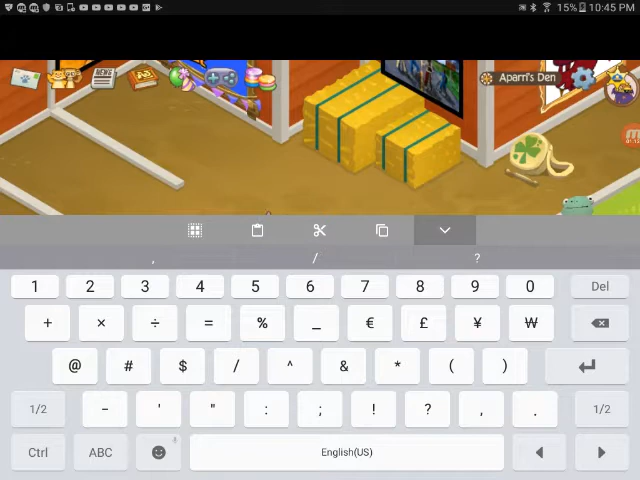 15% 10:45 PM
NEWS
Aparri's Den
, / ?
1 2 3 4 5 6 7 8 9 0 Del
+ × ÷ = % _ € £ ¥ ₩
@ # $ / ^ & * ( )
1/2 - ' " : ; ! ? , . 1/2
Ctrl ABC English(US)